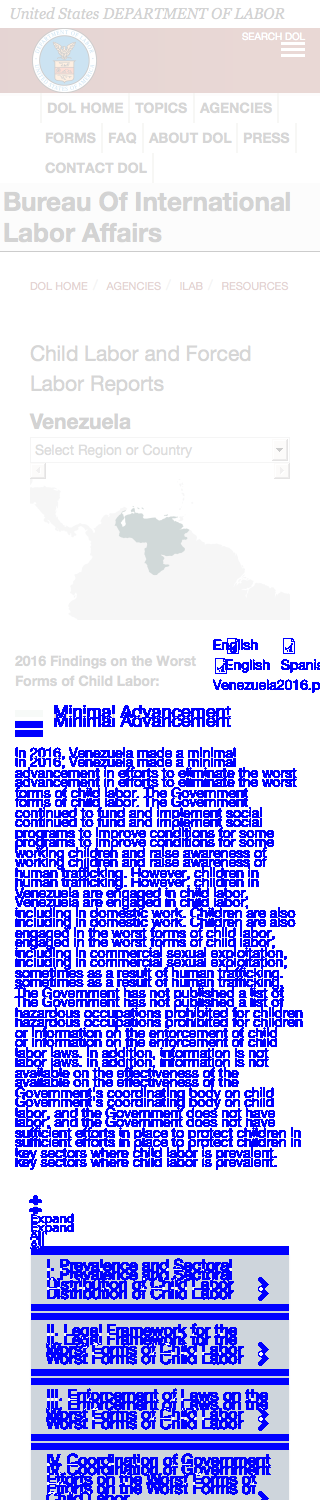 United States DEPARTMENT OF LABOR
SEARCH DOL
DOL HOME TOPICS AGENCIES
FORMS FAQ ABOUT DOL PRESS
CONTACT DOL
Bureau Of International
Labor Affairs
DOL HOME / AGENCIES / ILAB / RESOURCES
Child Labor and Forced
Labor Reports
Venezuela
Select Region or Country
2016 Findings on the Worst
Forms of Child Labor:
English
English Spanis
Venezuela2016.p
Minimal Advancement
In 2016, Venezuela made a minimal
advancement in efforts to eliminate the worst
forms of child labor. The Government
continued to fund and implement social
programs to improve conditions for some
working children and raise awareness of
human trafficking. However, children in
Venezuela are engaged in child labor,
including in domestic work. Children are also
engaged in the worst forms of child labor,
including in commercial sexual exploitation,
sometimes as a result of human trafficking.
The Government has not published a list of
hazardous occupations prohibited for children
or information on the enforcement of child
labor laws. In addition, information is not
available on the effectiveness of the
Government's coordinating body on child
labor, and the Government does not have
sufficient efforts in place to protect children in
key sectors where child labor is prevalent.
+
Expand
All
I. Prevalence and Sectoral
Distribution of Child Labor
II. Legal Framework for the
Worst Forms of Child Labor
III. Enforcement of Laws on the
Worst Forms of Child Labor
IV. Coordination of Government
Efforts on the Worst Forms of
Child Labor